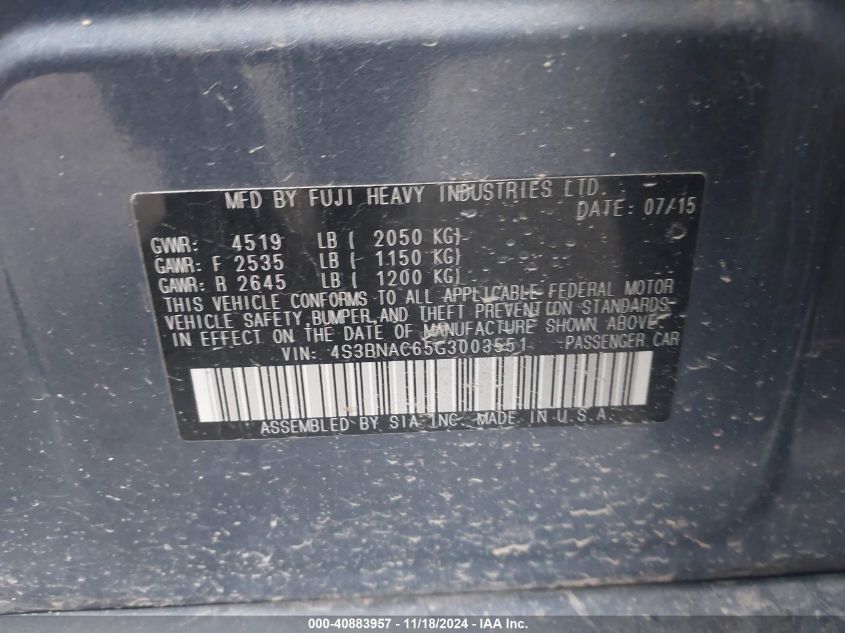 MFD BY FUJI HEAVY INDUSTRIES LTD.
DATE: 07/15
GVWR: 4519 LB ( 2050 KG)
GAWR: F 2535 LB ( 1150 KG)
GAWR: R 2645 LB ( 1200 KG)
THIS VEHICLE CONFORMS TO ALL APPLICABLE FEDERAL MOTOR
VEHICLE SAFETY, BUMPER, AND THEFT PREVENTION STANDARDS
IN EFFECT ON THE DATE OF MANUFACTURE SHOWN ABOVE.
VIN: 4S3BNAC65G3003551 PASSENGER CAR
ASSEMBLED BY SIA INC. MADE IN U.S.A.
000-40883957 - 11/18/2024 - © IAA, Inc.